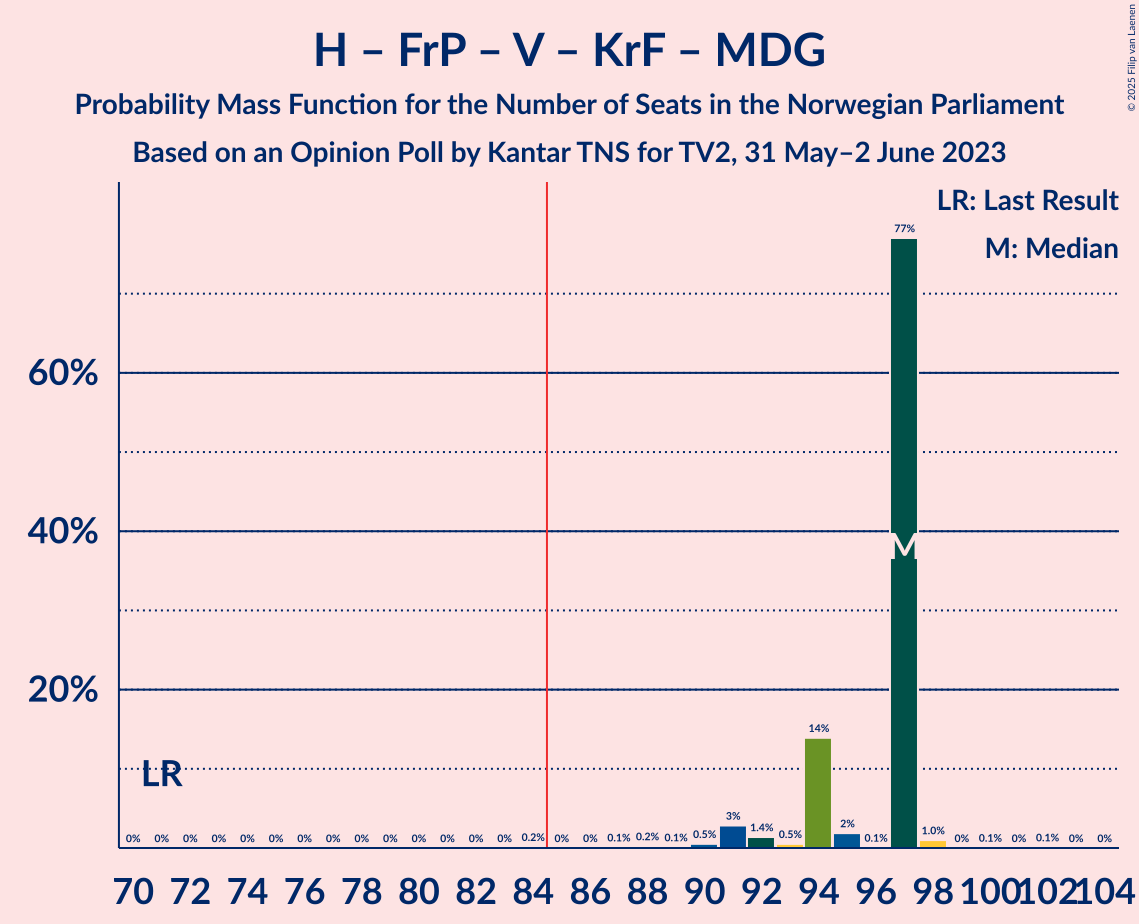 H – FrP – V – KrF – MDG
Probability Mass Function for the Number of Seats in the Norwegian Parliament
Based on an Opinion Poll by Kantar TNS for TV2, 31 May–2 June 2023
© 2025 Filip van Laenen
LR: Last Result
M: Median
77%
60%
40%
M
20%
14%
LR
0% 0% 0% 0% 0% 0% 0% 0% 0% 0% 0% 0% 0% 0% 0.2% 0% 0% 0.1% 0.2% 0.1% 0.5% 3% 1.4% 0.5% 2% 0.1% 1.0% 0% 0.1% 0% 0.1% 0% 0%
70 72 74 76 78 80 82 84 86 88 90 92 94 96 98 100 102 104